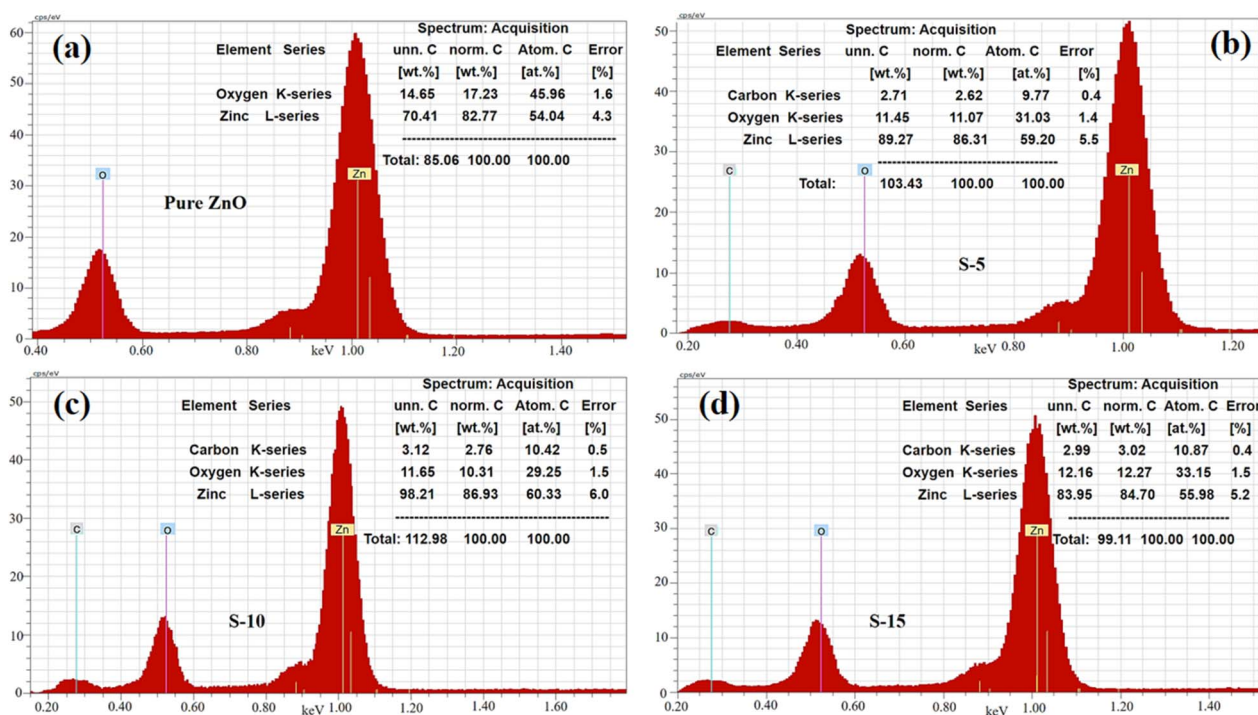 cps/eV
(a)
Spectrum: Acquisition
Element Series unn. C norm. C Atom. C Error
[wt.%] [wt.%] [at.%] [%]
Oxygen K-series 14.65 17.23 45.96 1.6
Zinc L-series 70.41 82.77 54.04 4.3
Total: 85.06 100.00 100.00
O
Zn
Pure ZnO
60
50
40
30
20
10
0
0.40 0.60 0.80 1.00 1.20 1.40
keV
cps/eV
(b)
Spectrum: Acquisition
Element Series unn. C norm. C Atom. C Error
[wt.%] [wt.%] [at.%] [%]
Carbon K-series 2.71 2.62 9.77 0.4
Oxygen K-series 11.45 11.07 31.03 1.4
Zinc L-series 89.27 86.31 59.20 5.5
Total: 103.43 100.00 100.00
C
O
Zn
S-5
50
40
30
20
10
0
0.20 0.40 0.60 0.80 1.00 1.20
keV
cps/eV
(c)
Spectrum: Acquisition
Element Series unn. C norm. C Atom. C Error
[wt.%] [wt.%] [at.%] [%]
Carbon K-series 3.12 2.76 10.42 0.5
Oxygen K-series 11.65 10.31 29.25 1.5
Zinc L-series 98.21 86.93 60.33 6.0
Total: 112.98 100.00 100.00
C
O
Zn
S-10
50
40
30
20
10
0
0.20 0.40 0.60 0.80 1.00 1.20 1.40 1.60
keV
cps/eV
(d)
Spectrum: Acquisition
Element Series unn. C norm. C Atom. C Error
[wt.%] [wt.%] [at.%] [%]
Carbon K-series 2.99 3.02 10.87 0.4
Oxygen K-series 12.16 12.27 33.15 1.5
Zinc L-series 83.95 84.70 55.98 5.2
Total: 99.11 100.00 100.00
C
O
Zn
S-15
50
40
30
20
10
0
0.20 0.40 0.60 0.80 1.00 1.20 1.40
keV